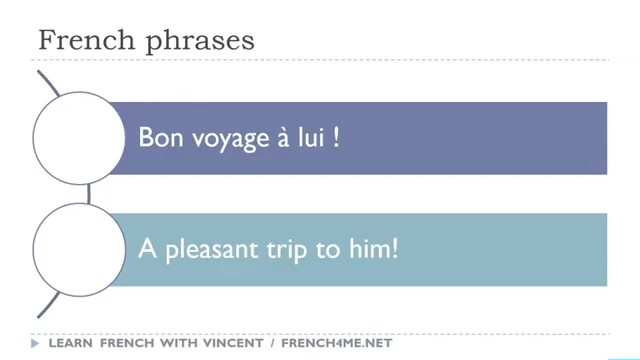 French phrases
Bon voyage à lui !
A pleasant trip to him!
LEARN FRENCH WITH VINCENT / FRENCH4ME.NET